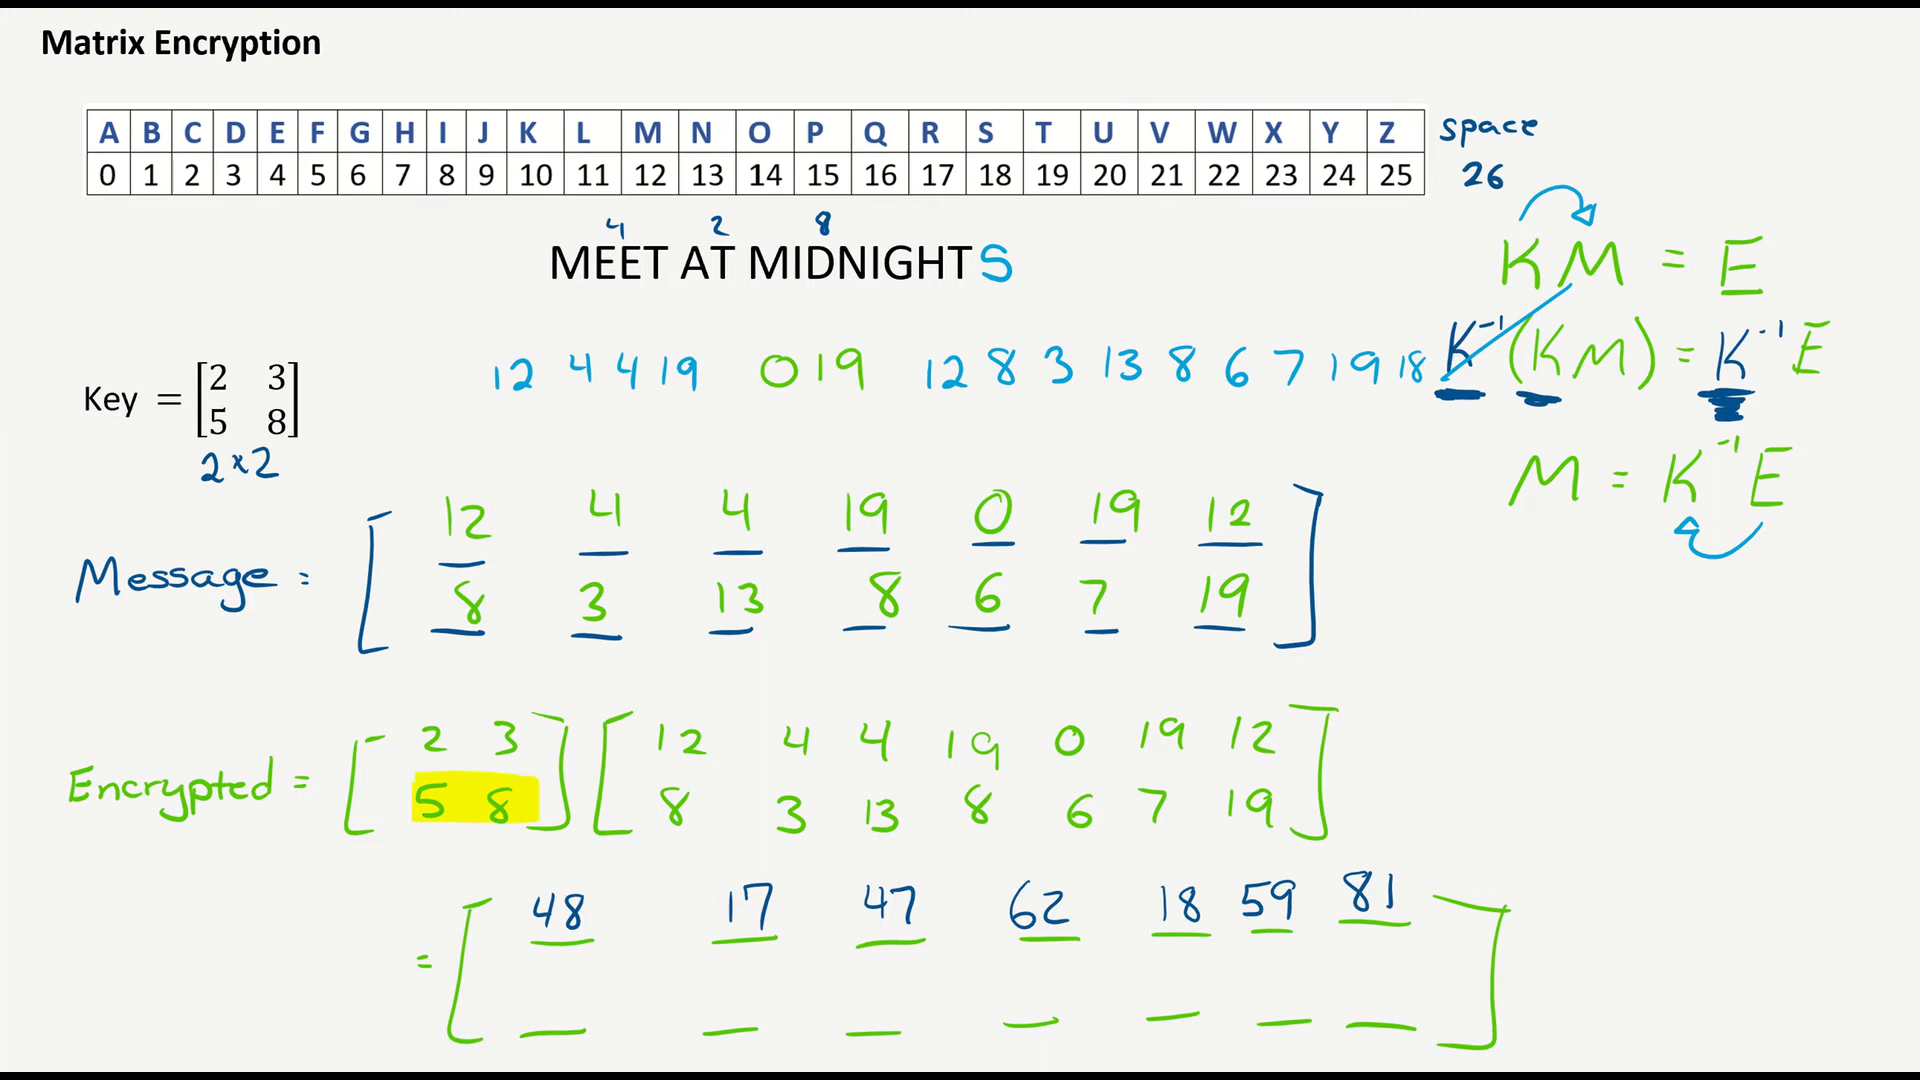 Matrix Encryption
A B C D E F G H I J K L M N O P Q R S T U V W X Y Z space
0 1 2 3 4 5 6 7 8 9 10 11 12 13 14 15 16 17 18 19 20 21 22 23 24 25 26
4 2 8
MEET AT MIDNIGHT S
KM = E
12 4 4 19 0 19 12 8 3 13 8 6 7 19 18
K⁻¹ (KM) = K⁻¹ E
Key = [2 3
5 8]
2×2
M = K⁻¹ E
Message : [12 4 4 19 0 19 12
8 3 13 8 6 7 19]
Encrypted = [2 3
5 8] [12 4 4 19 0 19 12
8 3 13 8 6 7 19]
= [48 17 47 62 18 59 81
_ _ _ _ _ _ _]